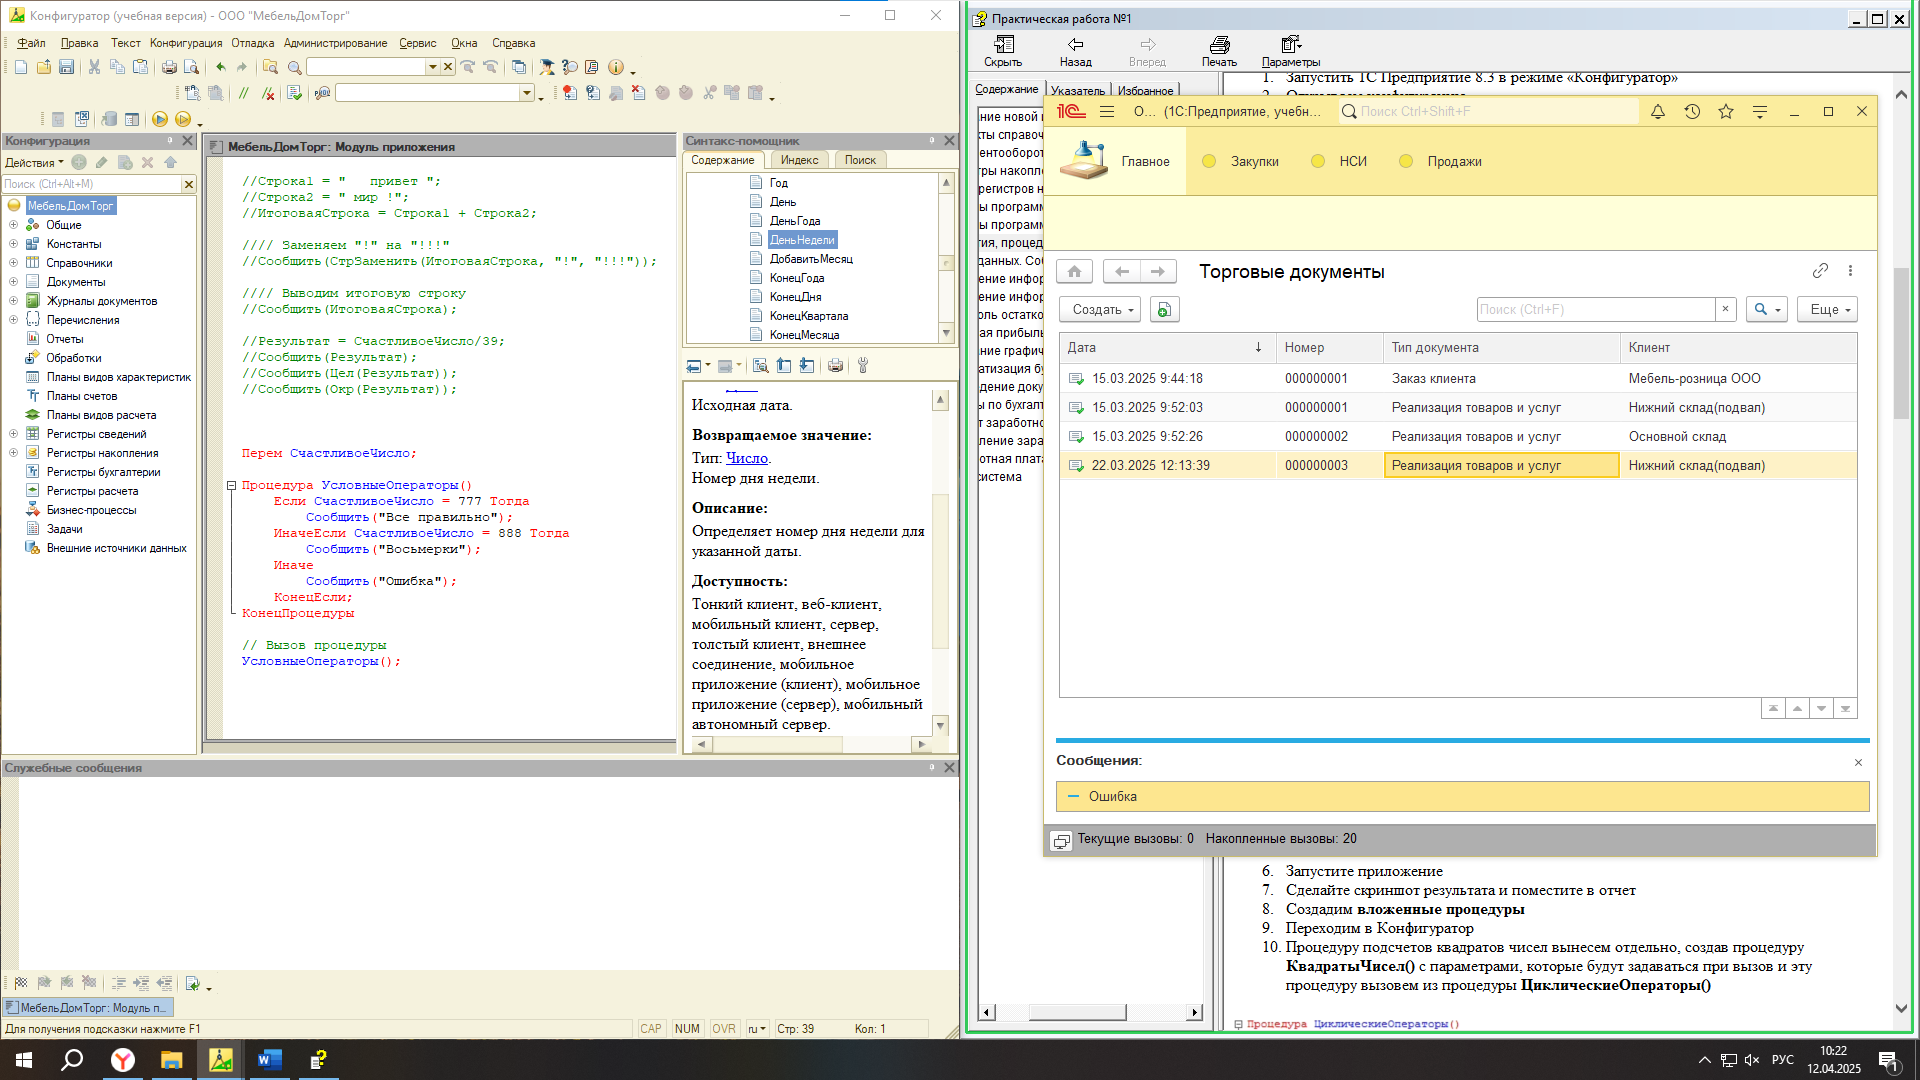 Конфигуратор (учебная версия) - ООО "МебельДомТорг"
Файл Правка Текст Конфигурация Отладка Администрирование Сервис Окна Справка
Конфигурация
Действия
Поиск (Ctrl+Alt+M)
МебельДомТорг
Общие
Константы
Справочники
Документы
Журналы документов
Перечисления
Отчеты
Обработки
Планы видов характеристик
Планы счетов
Планы видов расчета
Регистры сведений
Регистры накопления
Регистры бухгалтерии
Регистры расчета
Бизнес-процессы
Задачи
Внешние источники данных
МебельДомТорг: Модуль приложения
//Строка1 = "   привет ";
//Строка2 = " мир !";
//ИтоговаяСтрока = Строка1 + Строка2;
//// Заменяем "!" на "!!!"
//Сообщить(СтрЗаменить(ИтоговаяСтрока, "!", "!!!"));
//// Выводим итоговую строку
//Сообщить(ИтоговаяСтрока);
//Результат = СчастливоеЧисло/39;
//Сообщить(Результат);
//Сообщить(Цел(Результат));
//Сообщить(Окр(Результат));
Перем СчастливоеЧисло;
Процедура УсловныеОператоры()
Если СчастливоеЧисло = 777 Тогда
Сообщить("Все правильно");
ИначеЕсли СчастливоеЧисло = 888 Тогда
Сообщить("Восьмерки");
Иначе
Сообщить("Ошибка");
КонецЕсли;
КонецПроцедуры
// Вызов процедуры
УсловныеОператоры();
Синтакс-помощник
Содержание Индекс Поиск
Год
День
ДеньГода
ДеньНедели
ДобавитьМесяц
КонецГода
КонецДня
КонецКвартала
КонецМесяца
Исходная дата.
Возвращаемое значение:
Тип: Число.
Номер дня недели.
Описание:
Определяет номер дня недели для
указанной даты.
Доступность:
Тонкий клиент, веб-клиент,
мобильный клиент, сервер,
толстый клиент, внешнее
соединение, мобильное
приложение (клиент), мобильное
приложение (сервер), мобильный
автономный сервер.
Служебные сообщения
МебельДомТорг: Модуль п...
Для получения подсказки нажмите F1
CAP NUM OVR ru Стр: 39 Кол: 1
Практическая работа №1
Скрыть Назад Вперед Печать Параметры
Содержание Указатель Избранное
1. Запустить 1С Предприятие 8.3 в режиме «Конфигуратор»
1С О... (1С:Предприятие, учебн... Поиск Ctrl+Shift+F
Главное Закупки НСИ Продажи
Торговые документы
Создать Поиск (Ctrl+F) × Еще
Дата ↓ Номер Тип документа Клиент
15.03.2025 9:44:18 000000001 Заказ клиента Мебель-розница ООО
15.03.2025 9:52:03 000000001 Реализация товаров и услуг Нижний склад(подвал)
15.03.2025 9:52:26 000000002 Реализация товаров и услуг Основной склад
22.03.2025 12:13:39 000000003 Реализация товаров и услуг Нижний склад(подвал)
Сообщения:
Ошибка
Текущие вызовы: 0 Накопленные вызовы: 20
6. Запустите приложение
7. Сделайте скриншот результата и поместите в отчет
8. Создадим вложенные процедуры
9. Переходим в Конфигуратор
10. Процедуру подсчетов квадратов чисел вынесем отдельно, создав процедуру
КвадратыЧисел() с параметрами, которые будут задаваться при вызов и эту
процедуру вызовем из процедуры ЦиклическиеОператоры()
Процедура ЦиклическиеОператоры()
РУС
10:22
12.04.2025
1